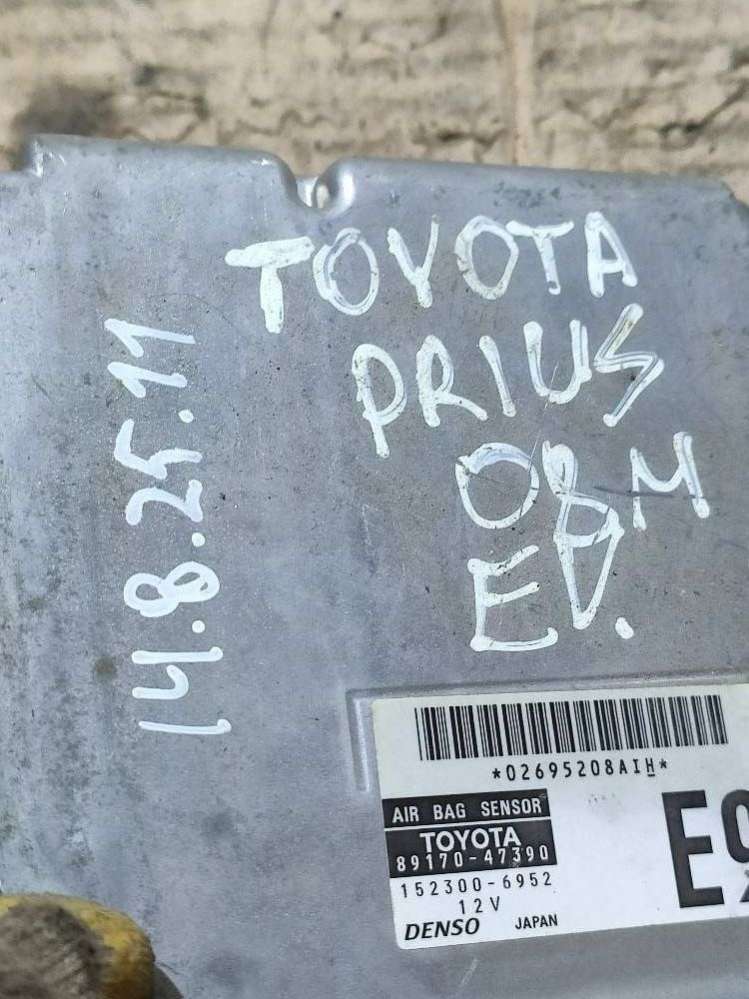 TOYOTA
PRIUS
08M
EV.
14.8.25.11
*02695208AIH*
AIR BAG SENSOR
TOYOTA
89170-47390
152300-6952
12V
DENSO JAPAN